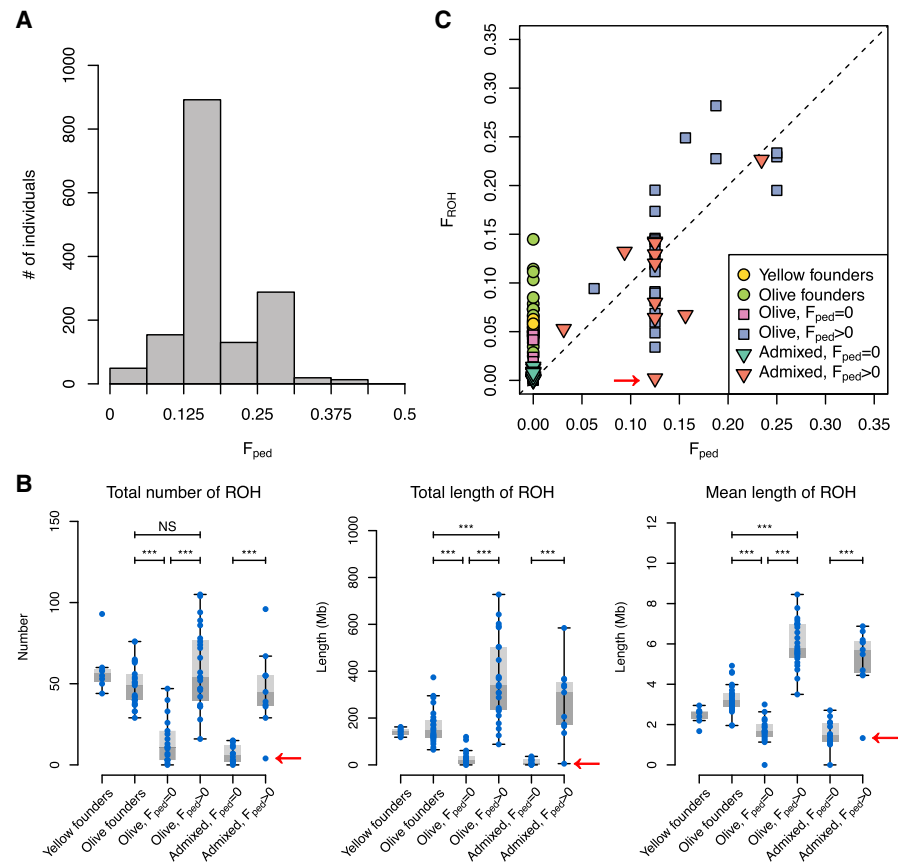 A
# of individuals
1000
800
600
400
200
0
0 0.125 0.25 0.375 0.5
Fped
C
FROH
0.35
0.30
0.25
0.20
0.15
0.10
0.05
0.00
0.00 0.05 0.10 0.15 0.20 0.25 0.30 0.35
Fped
Yellow founders
Olive founders
Olive, Fped=0
Olive, Fped>0
Admixed, Fped=0
Admixed, Fped>0
B
Total number of ROH
Number
150
100
50
0
NS
*** *** ***
Yellow founders
Olive founders
Olive, Fped=0
Olive, Fped>0
Admixed, Fped=0
Admixed, Fped>0
Total length of ROH
Length (Mb)
1000
800
600
400
200
0
***
*** *** ***
Yellow founders
Olive founders
Olive, Fped=0
Olive, Fped>0
Admixed, Fped=0
Admixed, Fped>0
Mean length of ROH
Length (Mb)
12
10
8
6
4
2
0
***
*** *** ***
Yellow founders
Olive founders
Olive, Fped=0
Olive, Fped>0
Admixed, Fped=0
Admixed, Fped>0